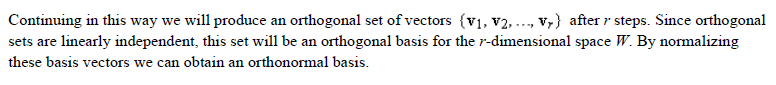 Continuing in this way we will produce an orthogonal set of vectors {v₁, v₂, ..., vᵣ} after r steps. Since orthogonal
sets are linearly independent, this set will be an orthogonal basis for the r-dimensional space W. By normalizing
these basis vectors we can obtain an orthonormal basis.